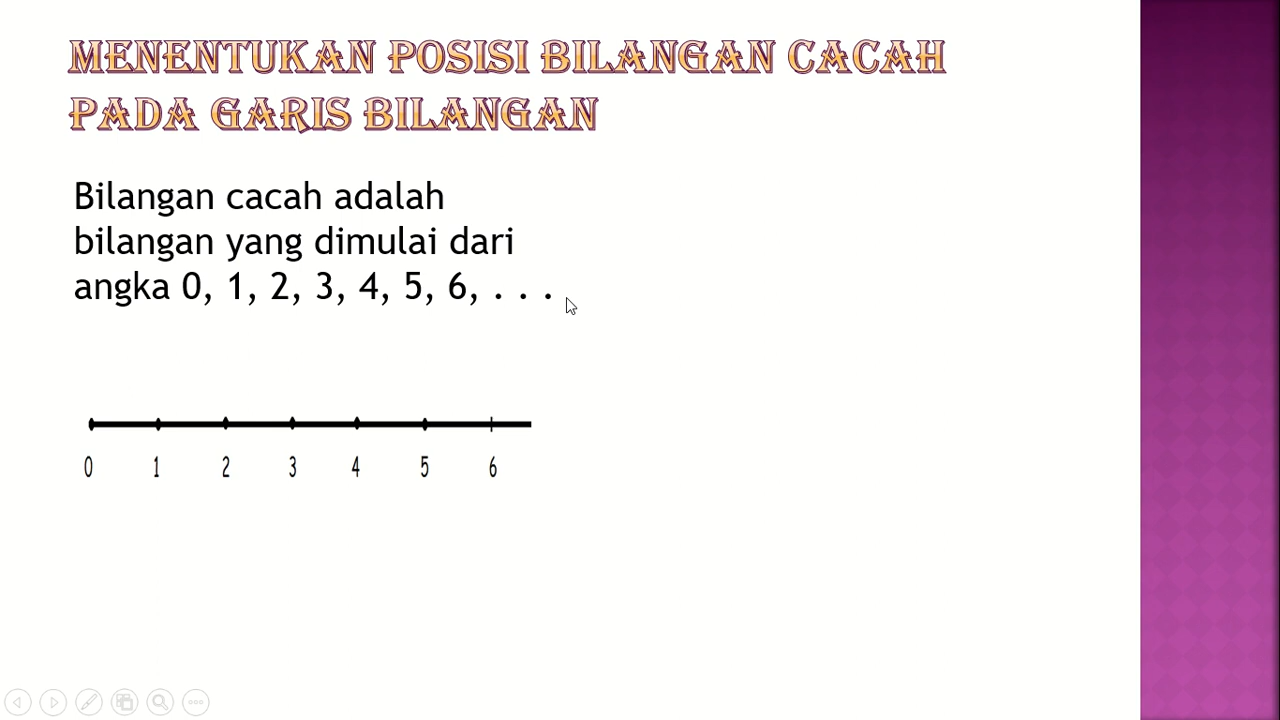 MENENTUKAN POSISI BILANGAN CACAH
PADA GARIS BILANGAN
Bilangan cacah adalah
bilangan yang dimulai dari
angka 0, 1, 2, 3, 4, 5, 6, . . .
0 1 2 3 4 5 6